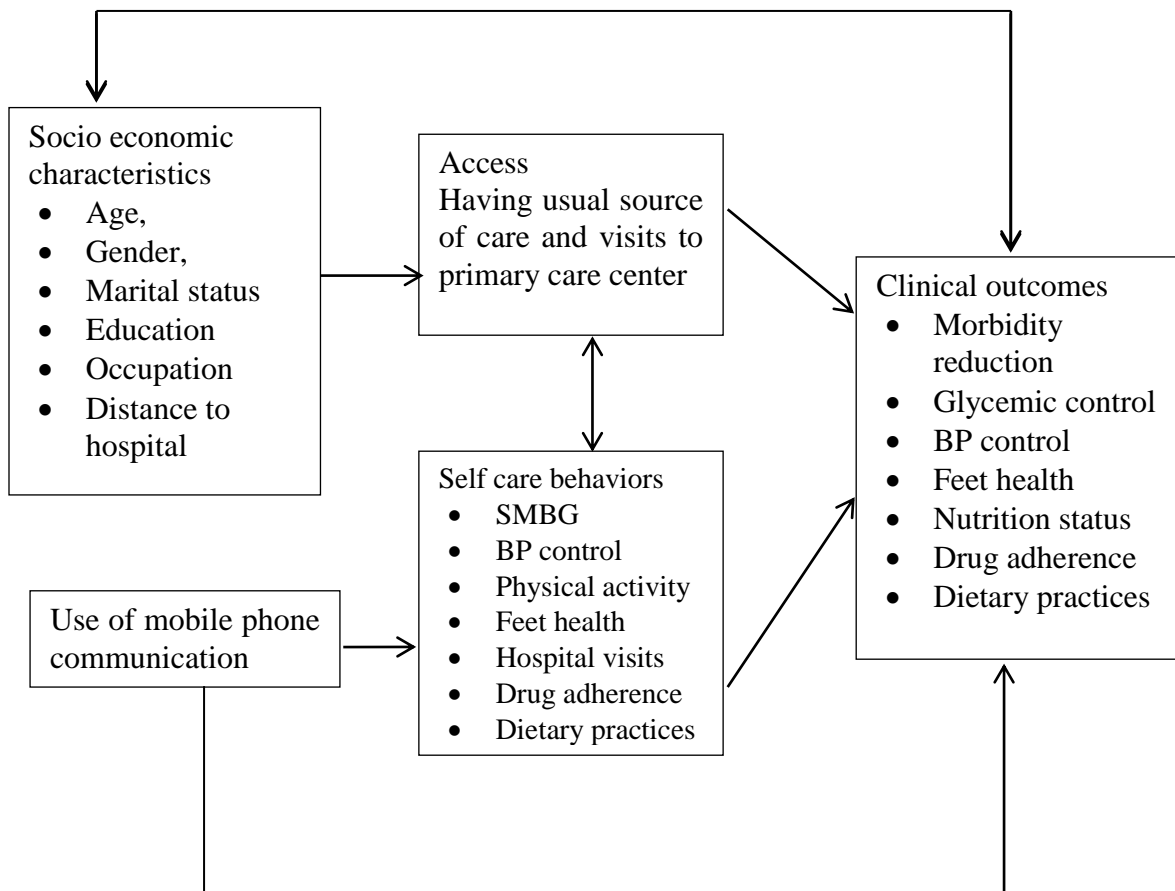 Socio economic
characteristics
• Age,
• Gender,
• Marital status
• Education
• Occupation
• Distance to
hospital
Access
Having usual source
of care and visits to
primary care center
Clinical outcomes
• Morbidity
reduction
• Glycemic control
• BP control
• Feet health
• Nutrition status
• Drug adherence
• Dietary practices
Self care behaviors
• SMBG
• BP control
• Physical activity
• Feet health
• Hospital visits
• Drug adherence
• Dietary practices
Use of mobile phone
communication